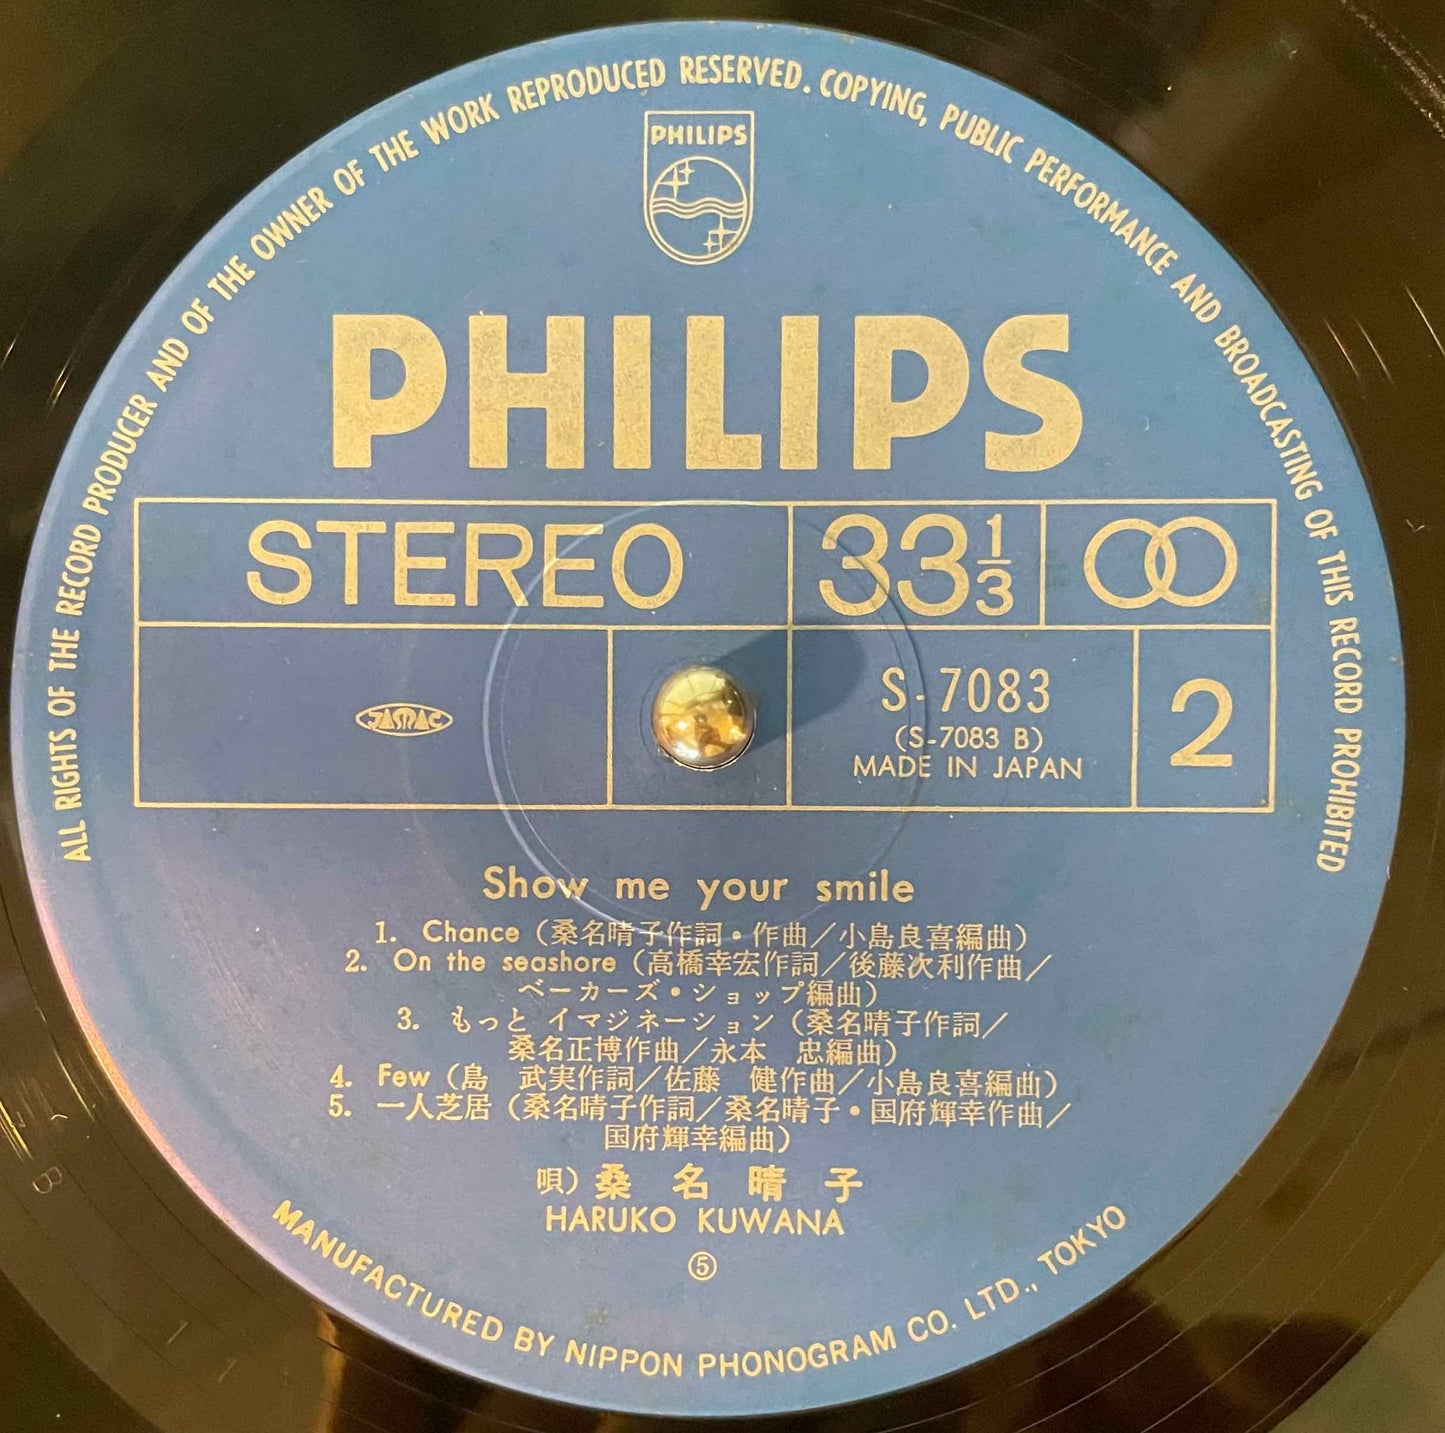 ALL RIGHTS OF THE RECORD PRODUCER AND OF THE OWNER OF THE WORK REPRODUCED RESERVED. COPYING, PUBLIC PERFORMANCE AND BROADCASTING OF THIS RECORD PROHIBITED
PHILIPS
PHILIPS
STEREO
33 1/3
JASRAC
S-7083
(S-7083 B)
MADE IN JAPAN
2
Show me your smile
1. Chance（桑名晴子作詞・作曲／小島良喜編曲）
2. On the seashore（高橋幸宏作詞／後藤次利作曲／
ベーカーズ・ショップ編曲）
3. もっと イマジネーション（桑名晴子作詞／
桑名正博作曲／永本　忠編曲）
4. Few（島　武実作詞／佐藤　健作曲／小島良喜編曲）
5. 一人芝居（桑名晴子作詞／桑名晴子・国府輝幸作曲／
国府輝幸編曲）
唄）桑名晴子
HARUKO KUWANA
⑤
MANUFACTURED BY NIPPON PHONOGRAM CO. LTD., TOKYO